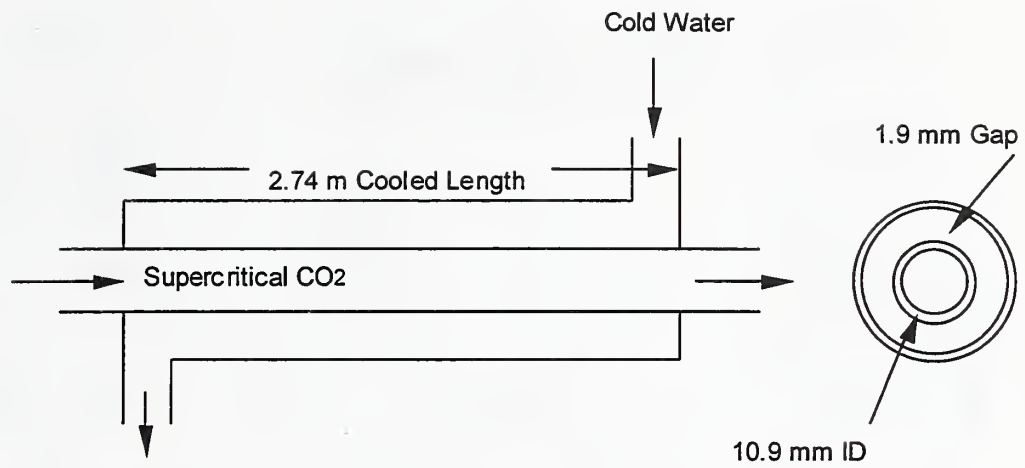 Cold Water
1.9 mm Gap
2.74 m Cooled Length
Supercritical CO2
10.9 mm ID